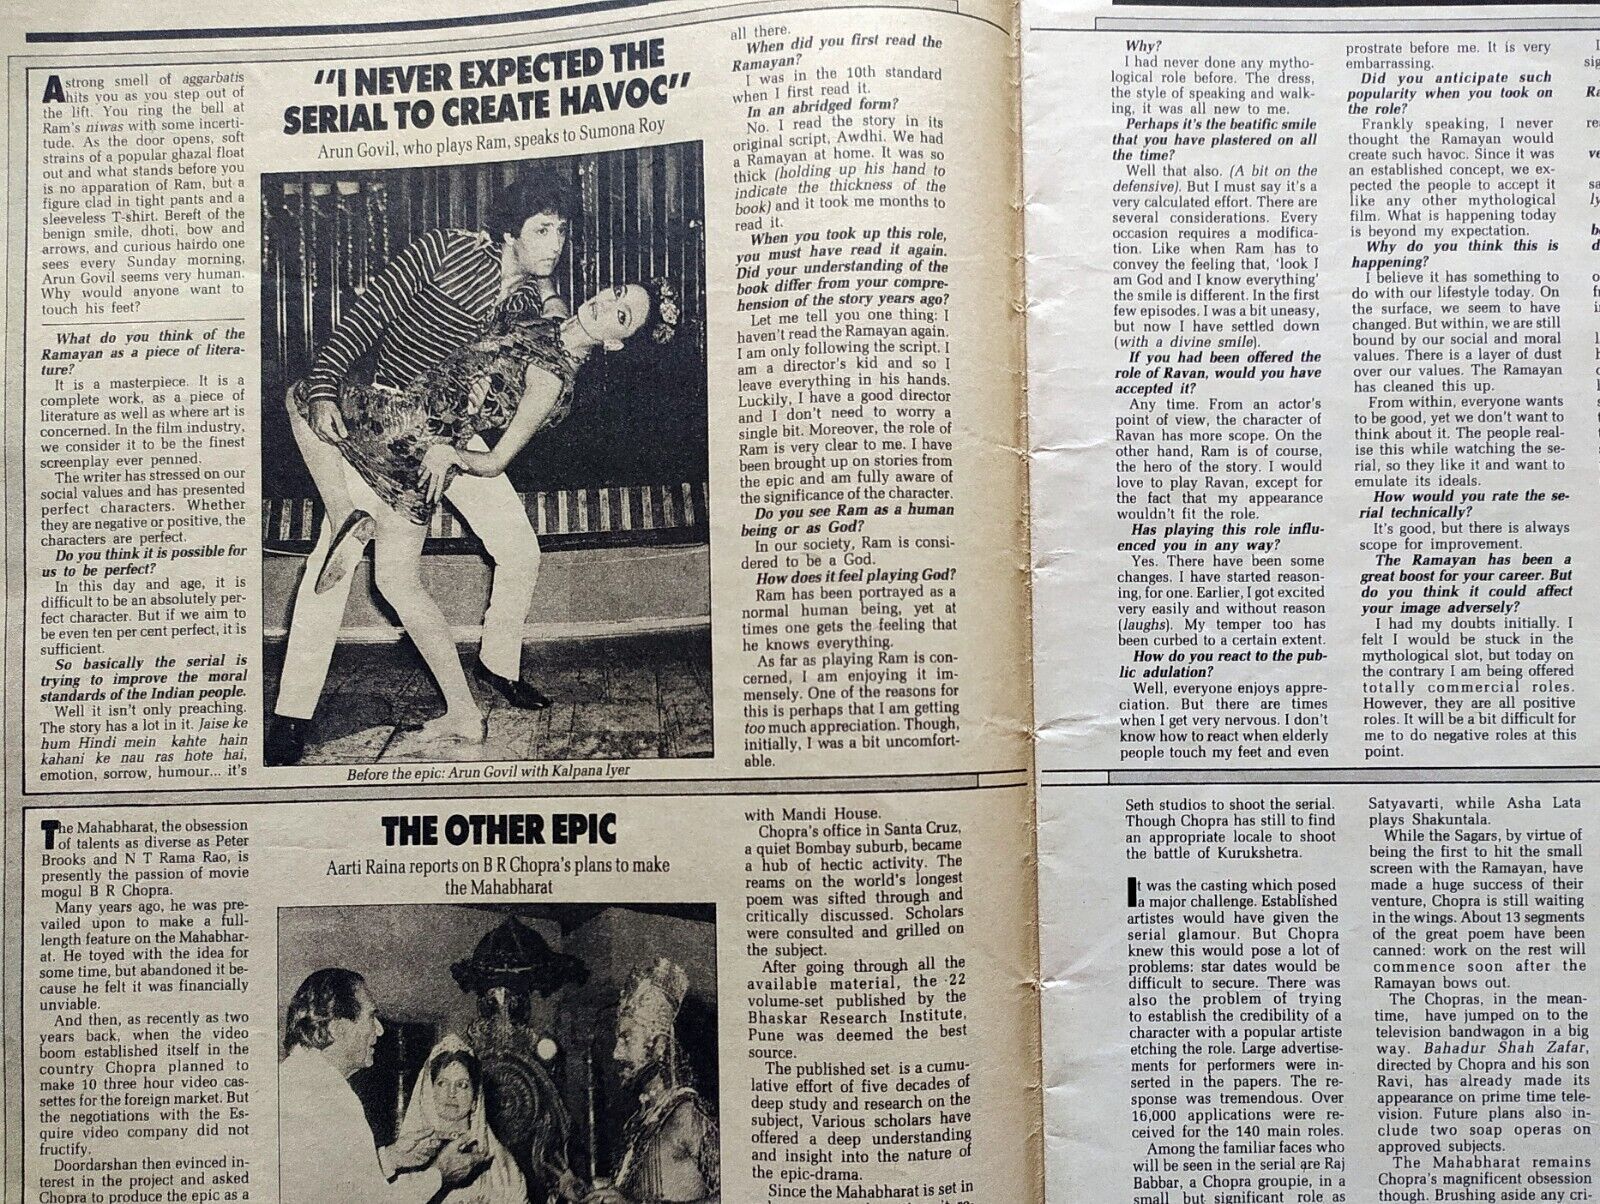 "I NEVER EXPECTED THE
SERIAL TO CREATE HAVOC"
Arun Govil, who plays Ram, speaks to Sumona Roy
A strong smell of aggarbatis
hits you as you step out of
the lift. You ring the bell at
Ram's niwas with some incerti-
tude. As the door opens, soft
strains of a popular ghazal float
out and what stands before you
is no apparation of Ram, but a
figure clad in tight pants and a
sleeveless T-shirt. Bereft of the
benign smile, dhoti, bow and
arrows, and curious hairdo one
sees every Sunday morning,
Arun Govil seems very human.
Why would anyone want to
touch his feet?
What do you think of the
Ramayan as a piece of litera-
ture?
It is a masterpiece. It is a
complete work, as a piece of
literature as well as where art is
concerned. In the film industry,
we consider it to be the finest
screenplay ever penned.
The writer has stressed on our
social values and has presented
perfect characters. Whether
they are negative or positive, the
characters are perfect.
Do you think it is possible for
us to be perfect?
In this day and age, it is
difficult to be an absolutely per-
fect character. But if we aim to
be even ten per cent perfect, it is
sufficient.
So basically the serial is
trying to improve the moral
standards of the Indian people.
Well it isn't only preaching.
The story has a lot in it. Jaise ke
hum Hindi mein kahte hain
kahani ke nau ras hote hai,
emotion, sorrow, humour... it's
Before the epic: Arun Govil with Kalpana Iyer
all there.
When did you first read the
Ramayan?
I was in the 10th standard
when I first read it.
In an abridged form?
No. I read the story in its
original script, Awdhi. We had
a Ramayan at home. It was so
thick (holding up his hand to
indicate the thickness of the
book) and it took me months to
read it.
When you took up this role,
you must have read it again.
Did your understanding of the
book differ from your compre-
hension of the story years ago?
Let me tell you one thing: I
haven't read the Ramayan again.
I am only following the script. I
am a director's kid and so I
leave everything in his hands.
Luckily, I have a good director
and I don't need to worry a
single bit. Moreover, the role of
Ram is very clear to me. I have
been brought up on stories from
the epic and am fully aware of
the significance of the character.
Do you see Ram as a human
being or as God?
In our society, Ram is consi-
dered to be a God.
How does it feel playing God?
Ram has been portrayed as a
normal human being, yet at
times one gets the feeling that
he knows everything.
As far as playing Ram is con-
cerned, I am enjoying it im-
mensely. One of the reasons for
this is perhaps that I am getting
too much appreciation. Though,
initially, I was a bit uncomfort-
able.
Why?
I had never done any mytho-
logical role before. The dress,
the style of speaking and walk-
ing, it was all new to me.
Perhaps it's the beatific smile
that you have plastered on all
the time?
Well that also. (A bit on the
defensive). But I must say it's a
very calculated effort. There are
several considerations. Every
occasion requires a modifica-
tion. Like when Ram has to
convey the feeling that, 'look I
am God and I know everything'
the smile is different. In the first
few episodes. I was a bit uneasy,
but now I have settled down
(with a divine smile).
If you had been offered the
role of Ravan, would you have
accepted it?
Any time. From an actor's
point of view, the character of
Ravan has more scope. On the
other hand, Ram is of course,
the hero of the story. I would
love to play Ravan, except for
the fact that my appearance
wouldn't fit the role.
Has playing this role influ-
enced you in any way?
Yes. There have been some
changes. I have started reason-
ing, for one. Earlier, I got excited
very easily and without reason
(laughs). My temper too has
been curbed to a certain extent.
How do you react to the pub-
lic adulation?
Well, everyone enjoys appre-
ciation. But there are times
when I get very nervous. I don't
know how to react when elderly
people touch my feet and even
prostrate before me. It is very
embarrassing.
Did you anticipate such
popularity when you took on
the role?
Frankly speaking, I never
thought the Ramayan would
create such havoc. Since it was
an established concept, we ex-
pected the people to accept it
like any other mythological
film. What is happening today
is beyond my expectation.
Why do you think this is
happening?
I believe it has something to
do with our lifestyle today. On
the surface, we seem to have
changed. But within, we are still
bound by our social and moral
values. There is a layer of dust
over our values. The Ramayan
has cleaned this up.
From within, everyone wants
to be good, yet we don't want to
think about it. The people real-
ise this while watching the se-
rial, so they like it and want to
emulate its ideals.
How would you rate the se-
rial technically?
It's good, but there is always
scope for improvement.
The Ramayan has been a
great boost for your career. But
do you think it could affect
your image adversely?
I had my doubts initially. I
felt I would be stuck in the
mythological slot, but today on
the contrary I am being offered
totally commercial roles.
However, they are all positive
roles. It will be a bit difficult for
me to do negative roles at this
point.
THE OTHER EPIC
Aarti Raina reports on B R Chopra's plans to make
the Mahabharat
The Mahabharat, the obsession
of talents as diverse as Peter
Brooks and N T Rama Rao, is
presently the passion of movie
mogul B R Chopra.
Many years ago, he was pre-
vailed upon to make a full-
length feature on the Mahabhar-
at. He toyed with the idea for
some time, but abandoned it be-
cause he felt it was financially
unviable.
And then, as recently as two
years back, when the video
boom established itself in the
country Chopra planned to
make 10 three hour video cas-
settes for the foreign market. But
the negotiations with the Es-
quire video company did not
fructify.
Doordarshan then evinced in-
terest in the project and asked
Chopra to produce the epic as a
with Mandi House.
Chopra's office in Santa Cruz,
a quiet Bombay suburb, became
a hub of hectic activity. The
reams on the world's longest
poem was sifted through and
critically discussed. Scholars
were consulted and grilled on
the subject.
After going through all the
available material, the 22
volume-set published by the
Bhaskar Research Institute,
Pune was deemed the best
source.
The published set is a cumu-
lative effort of five decades of
deep study and research on the
subject, Various scholars have
offered a deep understanding
and insight into the nature of
the epic-drama.
Since the Mahabharat is set in
Seth studios to shoot the serial.
Though Chopra has still to find
an appropriate locale to shoot
the battle of Kurukshetra.
It was the casting which posed
a major challenge. Established
artistes would have given the
serial glamour. But Chopra
knew this would pose a lot of
problems: star dates would be
difficult to secure. There was
also the problem of trying
to establish the credibility of a
character with a popular artiste
etching the role. Large advertise-
ments for performers were in-
serted in the papers. The re-
sponse was tremendous. Over
16,000 applications were re-
ceived for the 140 main roles.
Among the familiar faces who
will be seen in the serial are Raj
Babbar, a Chopra groupie, in a
small but significant role as
Satyavarti, while Asha Lata
plays Shakuntala.
While the Sagars, by virtue of
being the first to hit the small
screen with the Ramayan, have
made a huge success of their
venture, Chopra is still waiting
in the wings. About 13 segments
of the great poem have been
canned: work on the rest will
commence soon after the
Ramayan bows out.
The Chopras, in the mean-
time, have jumped on to the
television bandwagon in a big
way. Bahadur Shah Zafar,
directed by Chopra and his son
Ravi, has already made its
appearance on prime time tele-
vision. Future plans also in-
clude two soap operas on
approved subjects.
The Mahabharat remains
Chopra's magnificent obsession
though. Brushing aside any cri-